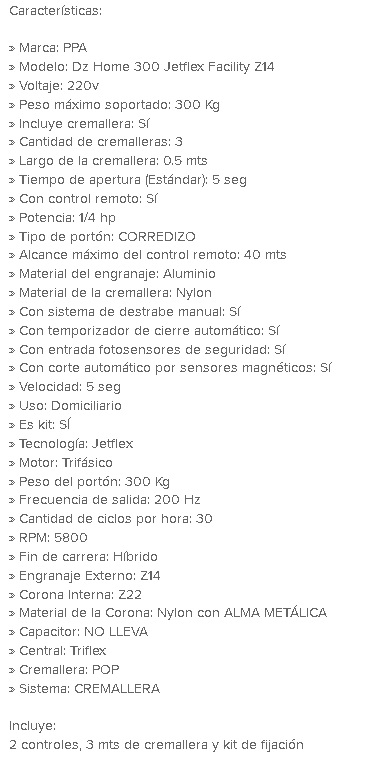 Características:
» Marca: PPA
» Modelo: Dz Home 300 Jetflex Facility Z14
» Voltaje: 220v
» Peso máximo soportado: 300 Kg
» Incluye cremallera: Sí
» Cantidad de cremalleras: 3
» Largo de la cremallera: 0.5 mts
» Tiempo de apertura (Estándar): 5 seg
» Con control remoto: Sí
» Potencia: 1/4 hp
» Tipo de portón: CORREDIZO
» Alcance máximo del control remoto: 40 mts
» Material del engranaje: Aluminio
» Material de la cremallera: Nylon
» Con sistema de destrabe manual: Sí
» Con temporizador de cierre automático: Sí
» Con entrada fotosensores de seguridad: Sí
» Con corte automático por sensores magnéticos: Sí
» Velocidad: 5 seg
» Uso: Domiciliario
» Es kit: SÍ
» Tecnología: Jetflex
» Motor: Trifásico
» Peso del portón: 300 Kg
» Frecuencia de salida: 200 Hz
» Cantidad de ciclos por hora: 30
» RPM: 5800
» Fin de carrera: Híbrido
» Engranaje Externo: Z14
» Corona Interna: Z22
» Material de la Corona: Nylon con ALMA METÁLICA
» Capacitor: NO LLEVA
» Central: Triflex
» Cremallera: POP
» Sistema: CREMALLERA
Incluye:
2 controles, 3 mts de cremallera y kit de fijación